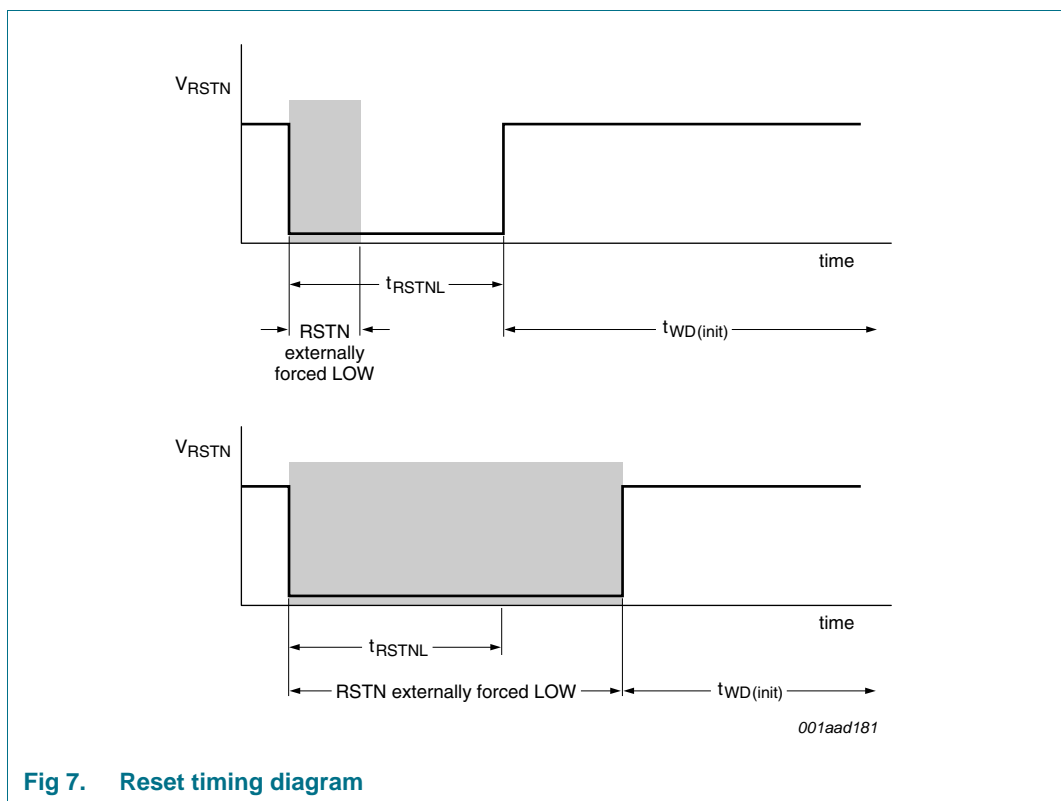 VRSTN
time
tRSTNL
tWD(init)
RSTN
externally
forced LOW
VRSTN
time
tRSTNL
RSTN externally forced LOW
tWD(init)
001aad181
Fig 7. Reset timing diagram